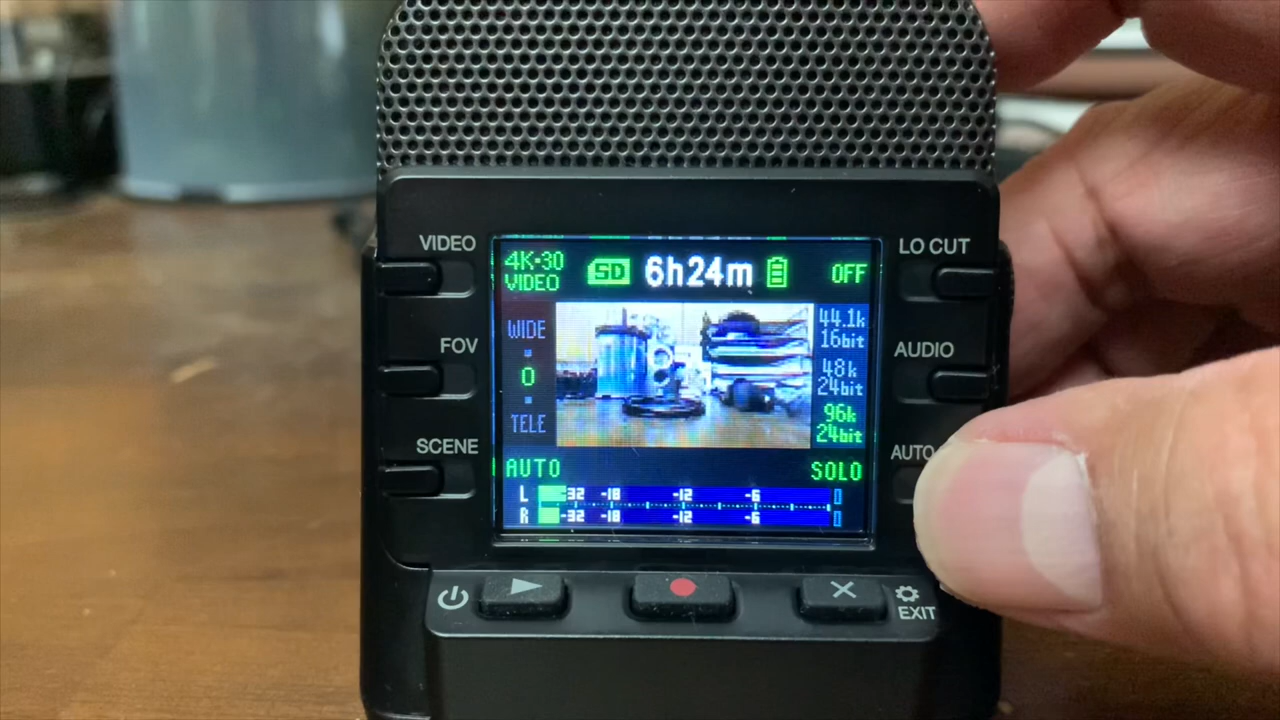 VIDEO
FOV
SCENE
4K·30
VIDEO
SD 6h24m OFF
WIDE
0
TELE
44.1k
16bit
48k
24bit
96k
24bit
AUTO SOLO
L -32 -18 -12 -6
R -32 -18 -12 -6
LO CUT
AUDIO
AUTO
EXIT